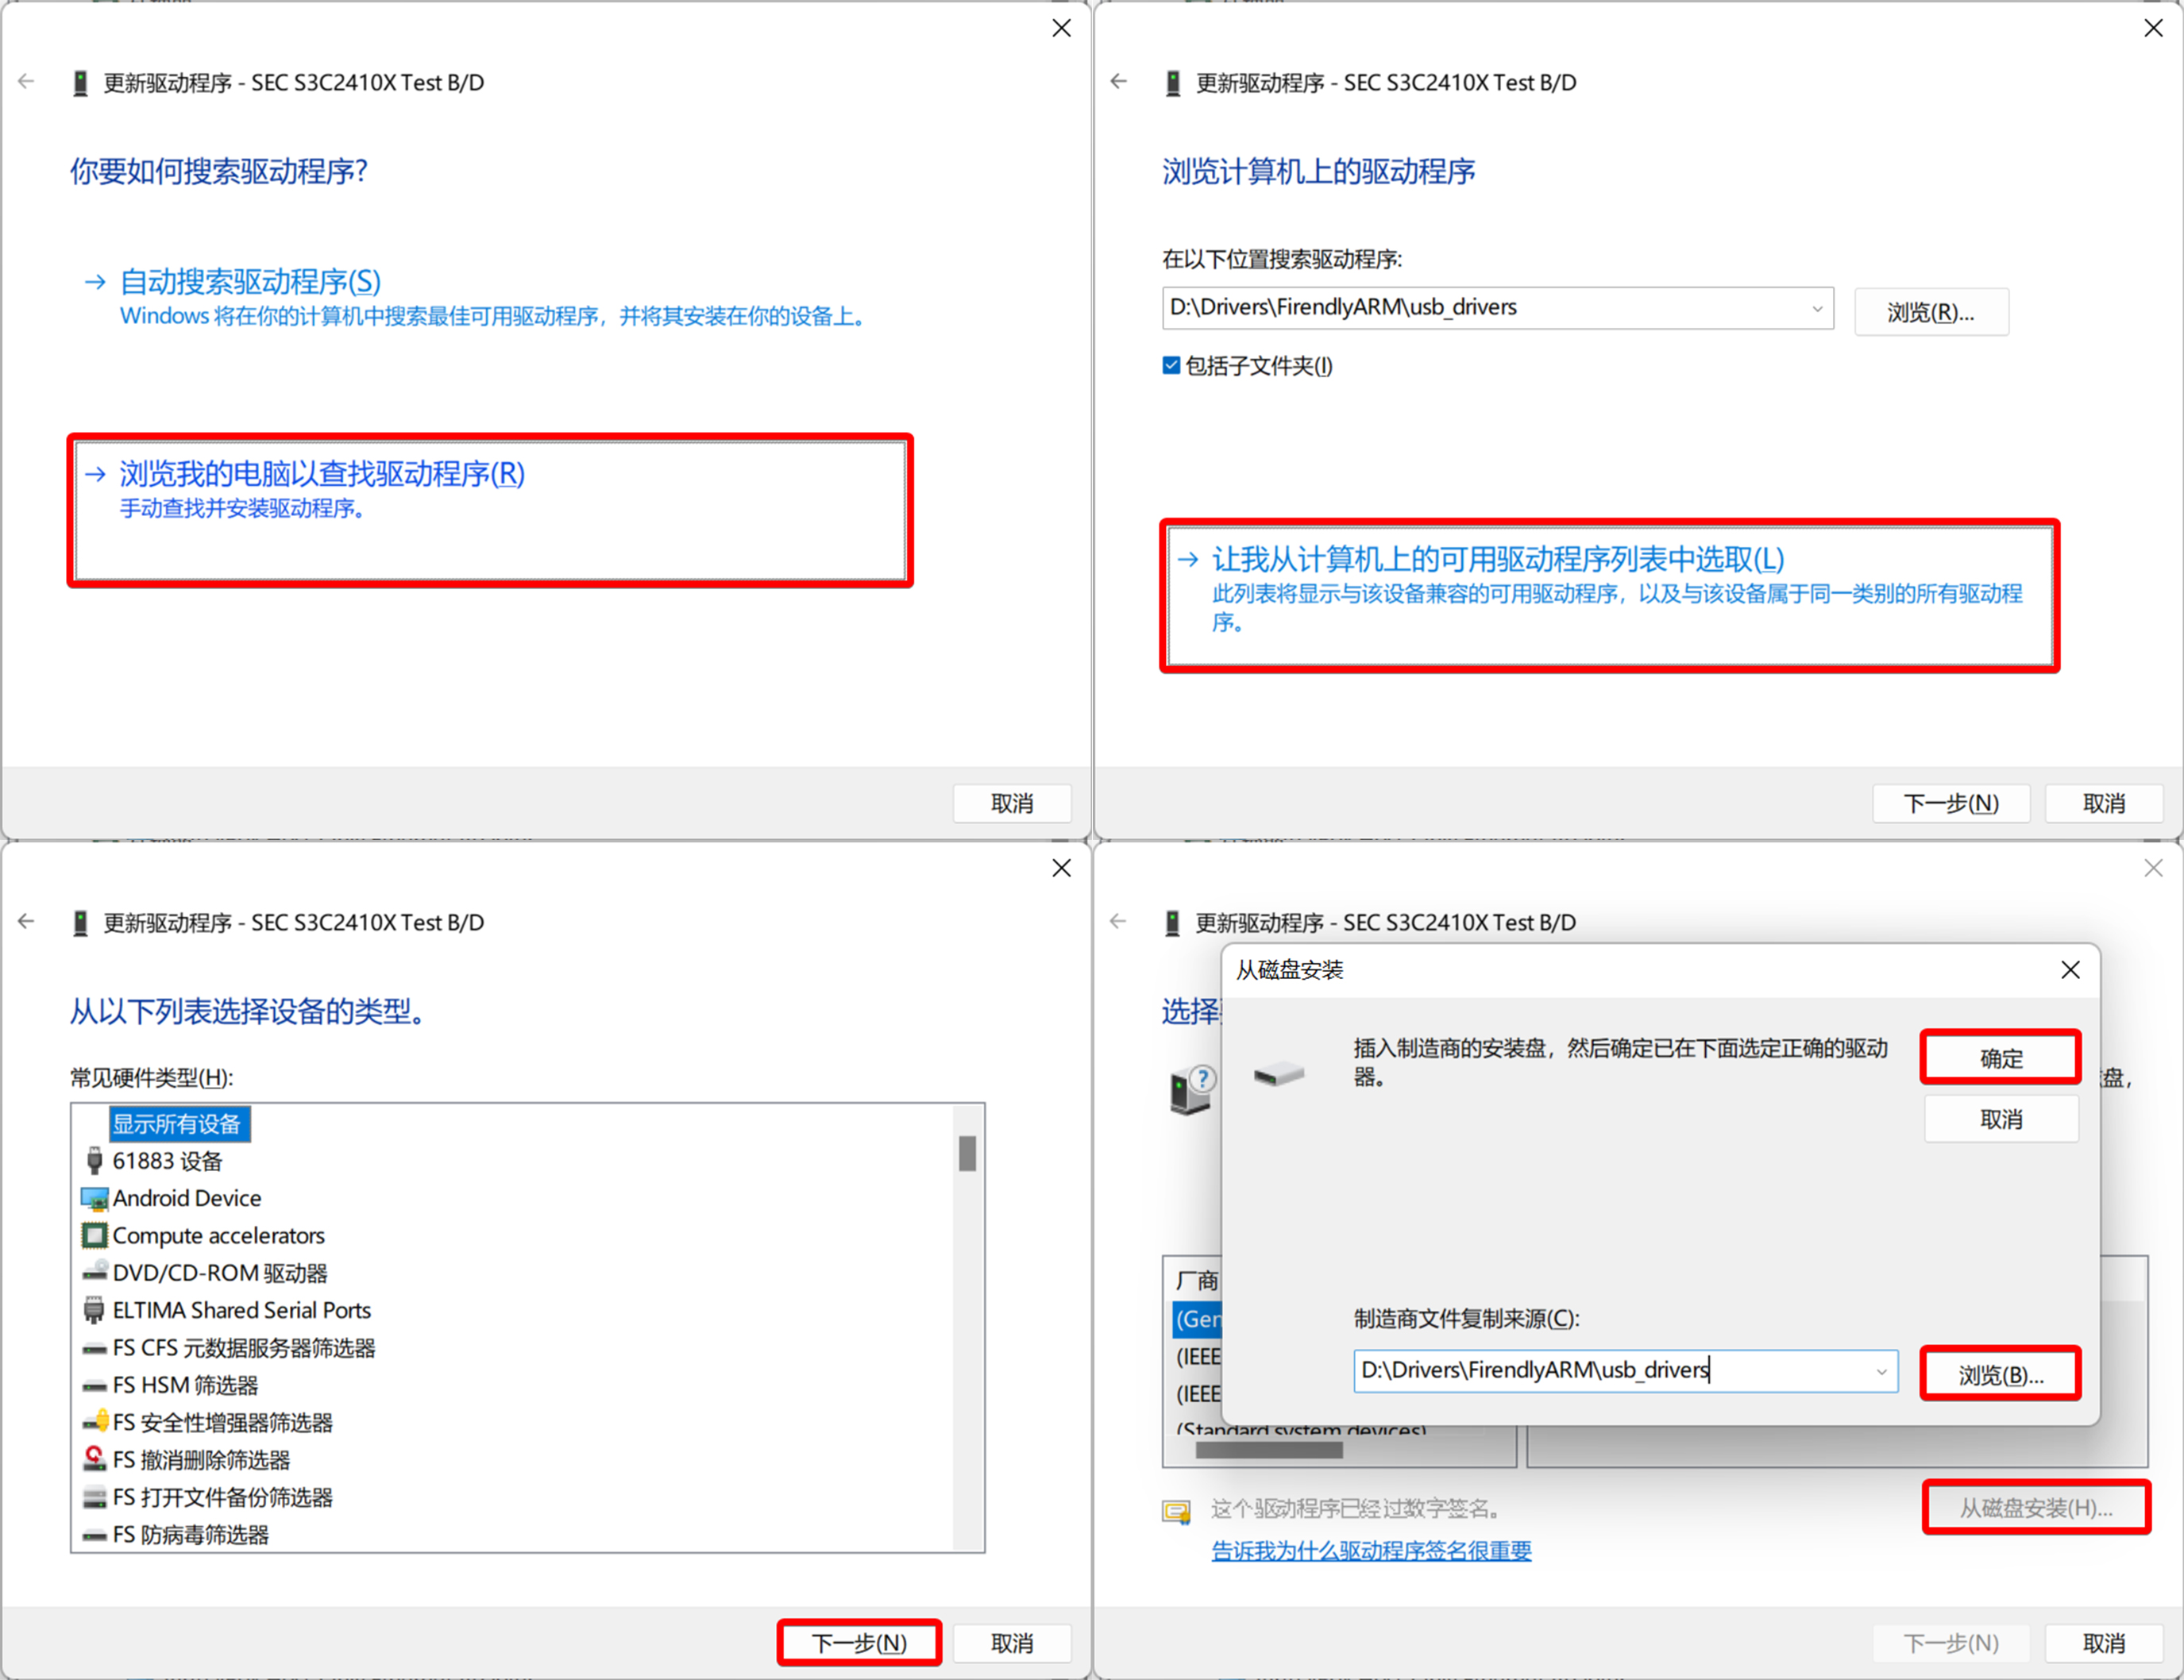 更新驱动程序 - SEC S3C2410X Test B/D
你要如何搜索驱动程序?
自动搜索驱动程序(S)
Windows 将在你的计算机中搜索最佳可用驱动程序，并将其安装在你的设备上。
浏览我的电脑以查找驱动程序(R)
手动查找并安装驱动程序。
取消
更新驱动程序 - SEC S3C2410X Test B/D
浏览计算机上的驱动程序
在以下位置搜索驱动程序:
D:\Drivers\FirendlyARM\usb_drivers
浏览(R)...
包括子文件夹(I)
让我从计算机上的可用驱动程序列表中选取(L)
此列表将显示与该设备兼容的可用驱动程序，以及与该设备属于同一类别的所有驱动程
序。
下一步(N)
取消
更新驱动程序 - SEC S3C2410X Test B/D
从以下列表选择设备的类型。
常见硬件类型(H):
显示所有设备
61883 设备
Android Device
Compute accelerators
DVD/CD-ROM 驱动器
ELTIMA Shared Serial Ports
FS CFS 元数据服务器筛选器
FS HSM 筛选器
FS 安全性增强器筛选器
FS 撤消删除筛选器
FS 打开文件备份筛选器
FS 防病毒筛选器
下一步(N)
取消
更新驱动程序 - SEC S3C2410X Test B/D
选择
从磁盘安装
插入制造商的安装盘，然后确定已在下面选定正确的驱动
器。
确定
取消
盘，
厂商
(Gen
(IEEE
(IEEE
(Standard system devices)
制造商文件复制来源(C):
D:\Drivers\FirendlyARM\usb_drivers
浏览(B)...
从磁盘安装(H)...
这个驱动程序已经过数字签名。
告诉我为什么驱动程序签名很重要
下一步(N)
取消